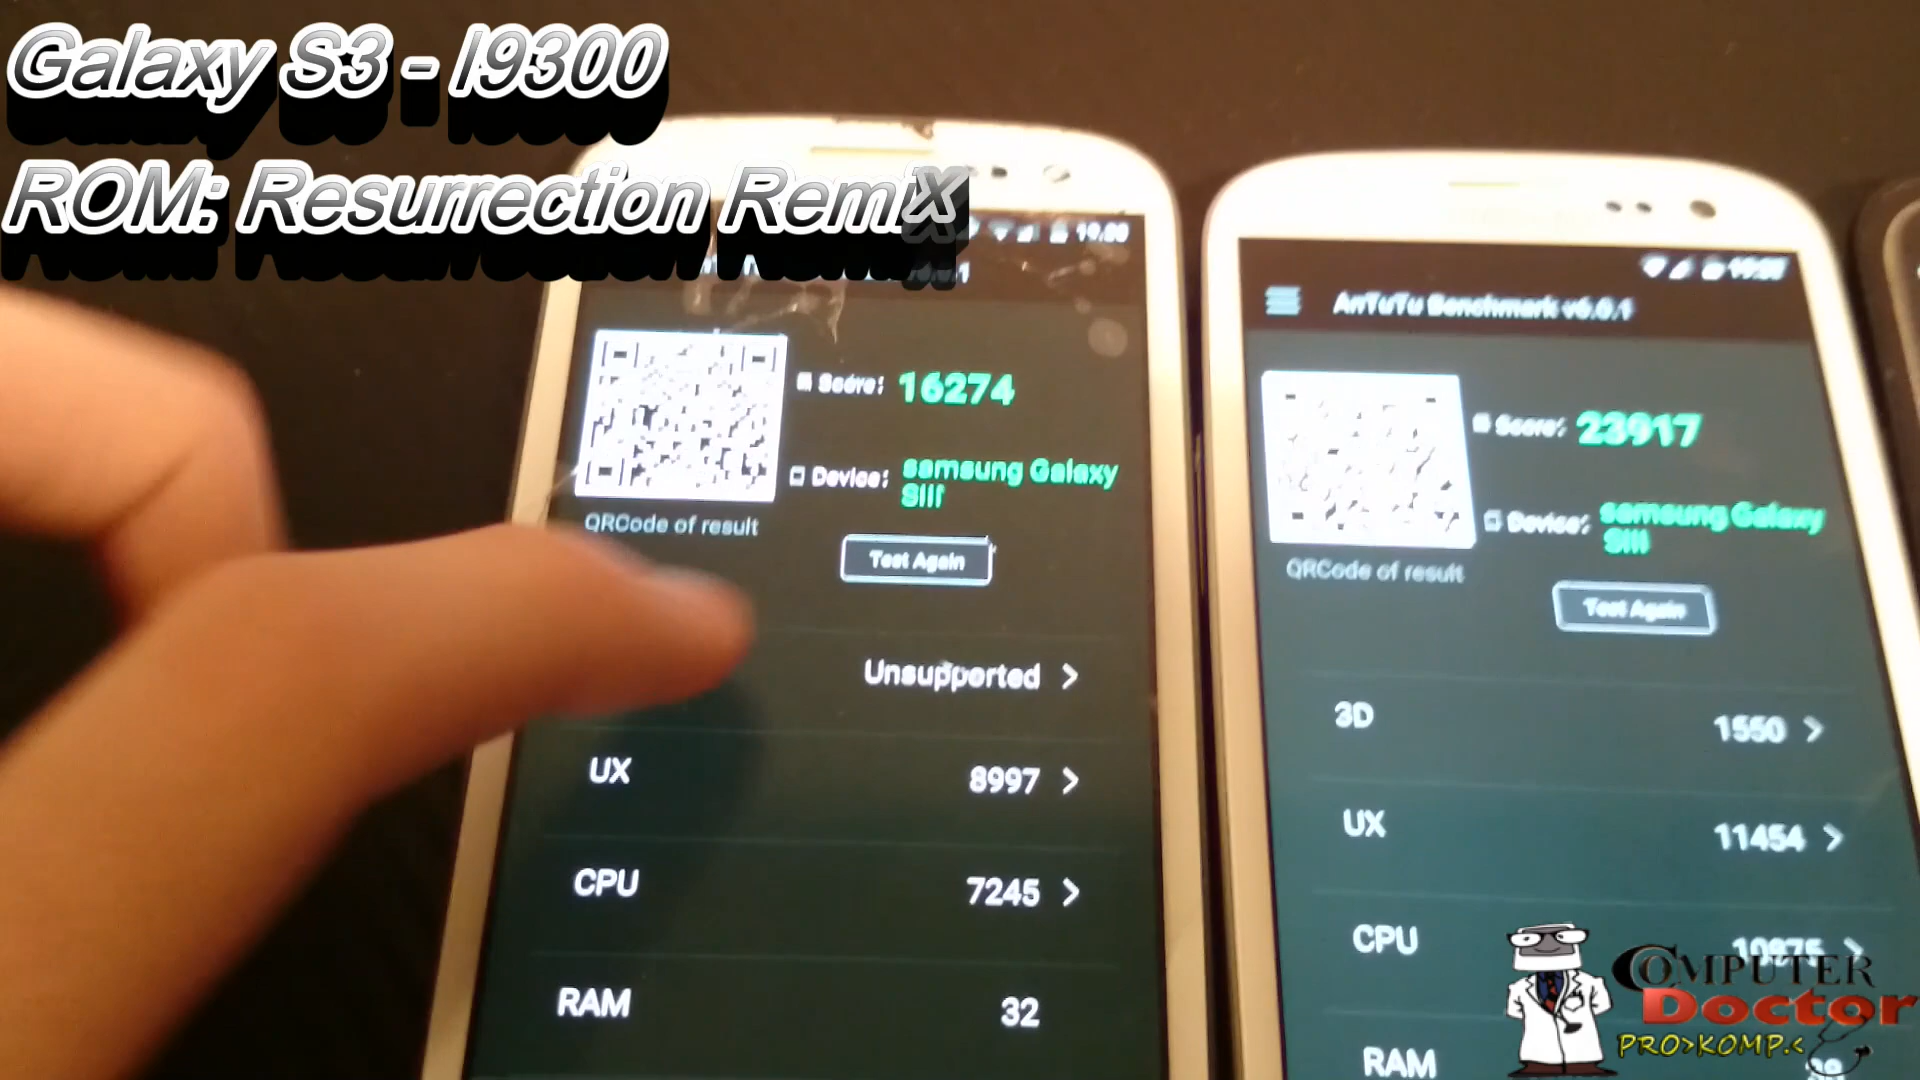 Galaxy S3 - I9300
ROM: Resurrection RemiX
19.00
Score: 16274
Device: samsung Galaxy
SIII
QRCode of result
Test Again
Unsupported >
UX 8997 >
CPU 7245 >
RAM 32
AnTuTu Benchmark v6.0.1
Score: 23917
Device: samsung Galaxy
SIII
QRCode of result
Test Again
3D 1550 >
UX 11454 >
CPU >
RAM
COMPUTER
Doctor
PRO>KOMP.<